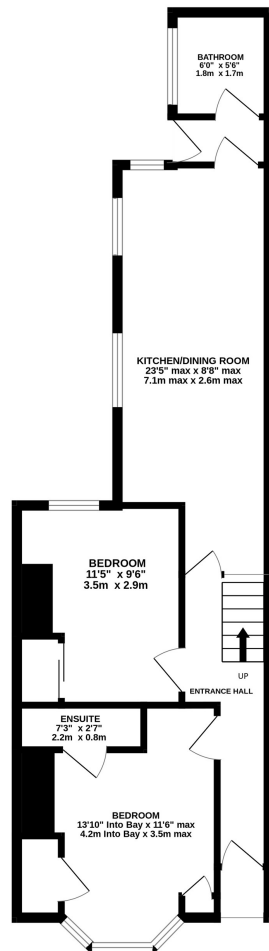 BATHROOM
6'0" x 5'6"
1.8m x 1.7m
KITCHEN/DINING ROOM
23'5" max x 8'8" max
7.1m max x 2.6m max
BEDROOM
11'5" x 9'6"
3.5m x 2.9m
UP
ENTRANCE HALL
ENSUITE
7'3" x 2'7"
2.2m x 0.8m
BEDROOM
13'10" Into Bay x 11'6" max
4.2m Into Bay x 3.5m max